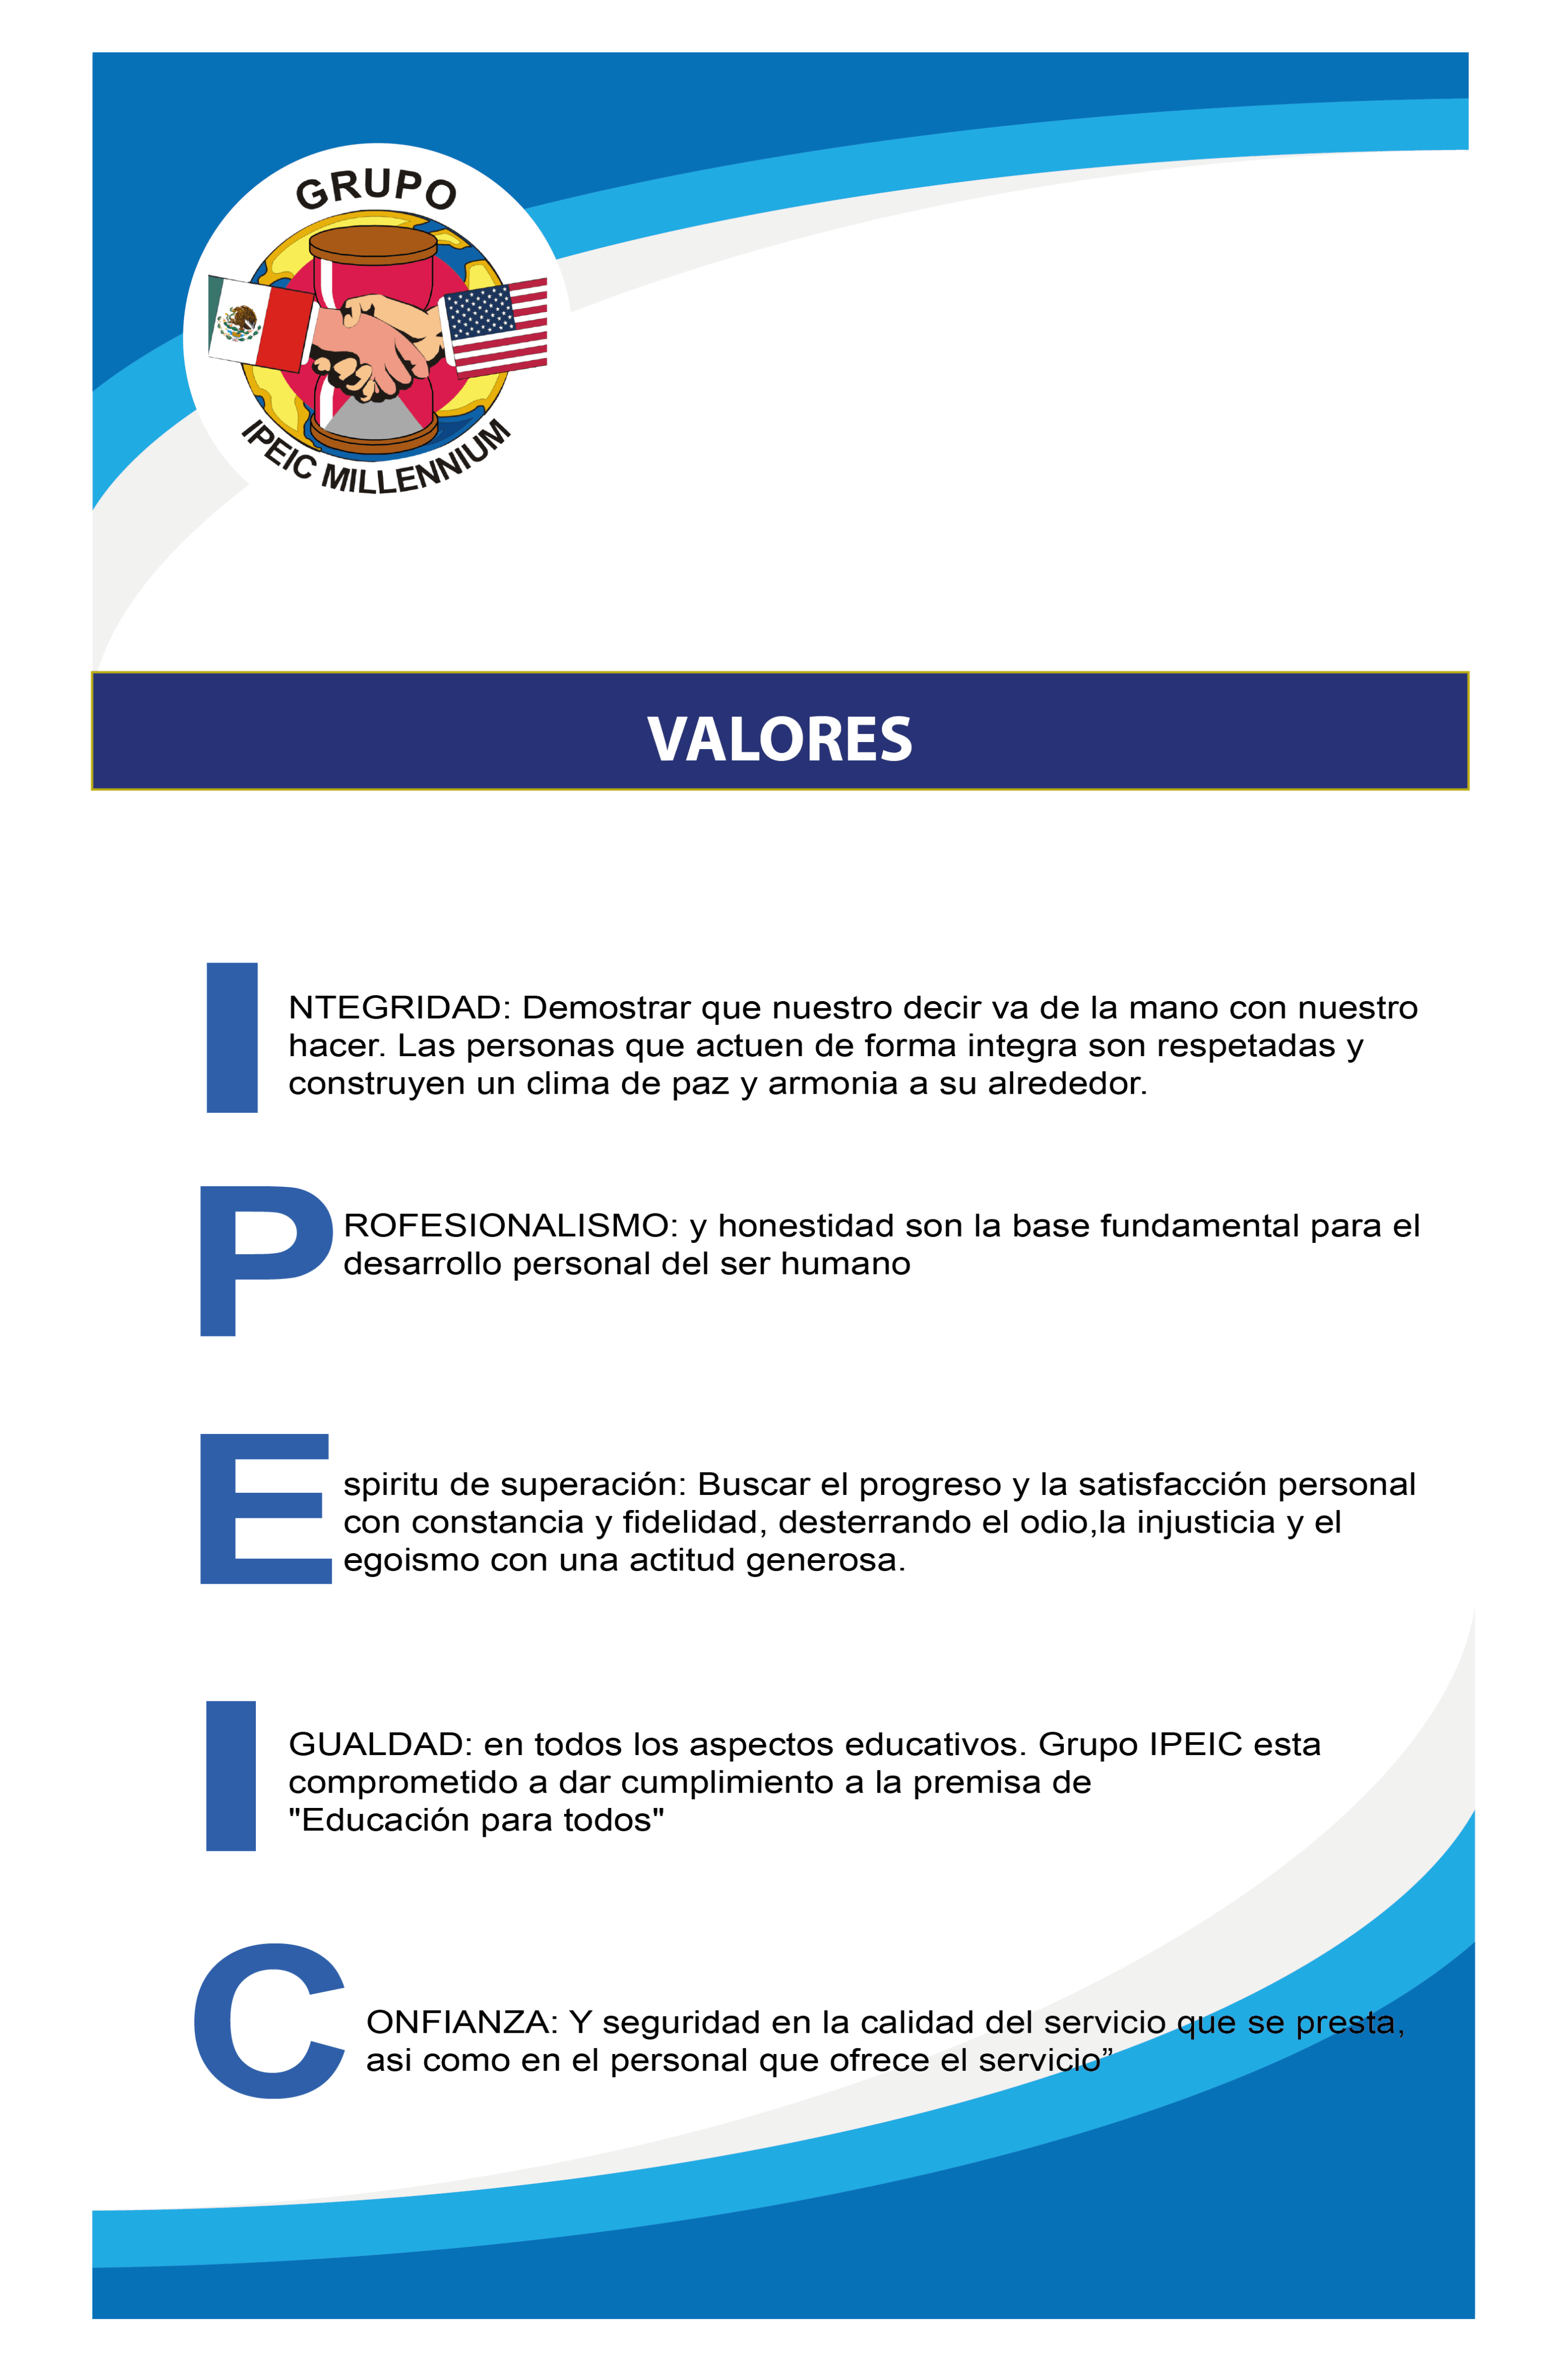 GRUPO
IPEIC MILLENNIUM
VALORES
INTEGRIDAD: Demostrar que nuestro decir va de la mano con nuestro
hacer. Las personas que actuen de forma integra son respetadas y
construyen un clima de paz y armonia a su alrededor.
PROFESIONALISMO: y honestidad son la base fundamental para el
desarrollo personal del ser humano
Espiritu de superación: Buscar el progreso y la satisfacción personal
con constancia y fidelidad, desterrando el odio,la injusticia y el
egoismo con una actitud generosa.
IGUALDAD: en todos los aspectos educativos. Grupo IPEIC esta
comprometido a dar cumplimiento a la premisa de
"Educación para todos"
CONFIANZA: Y seguridad en la calidad del servicio que se presta,
asi como en el personal que ofrece el servicio”